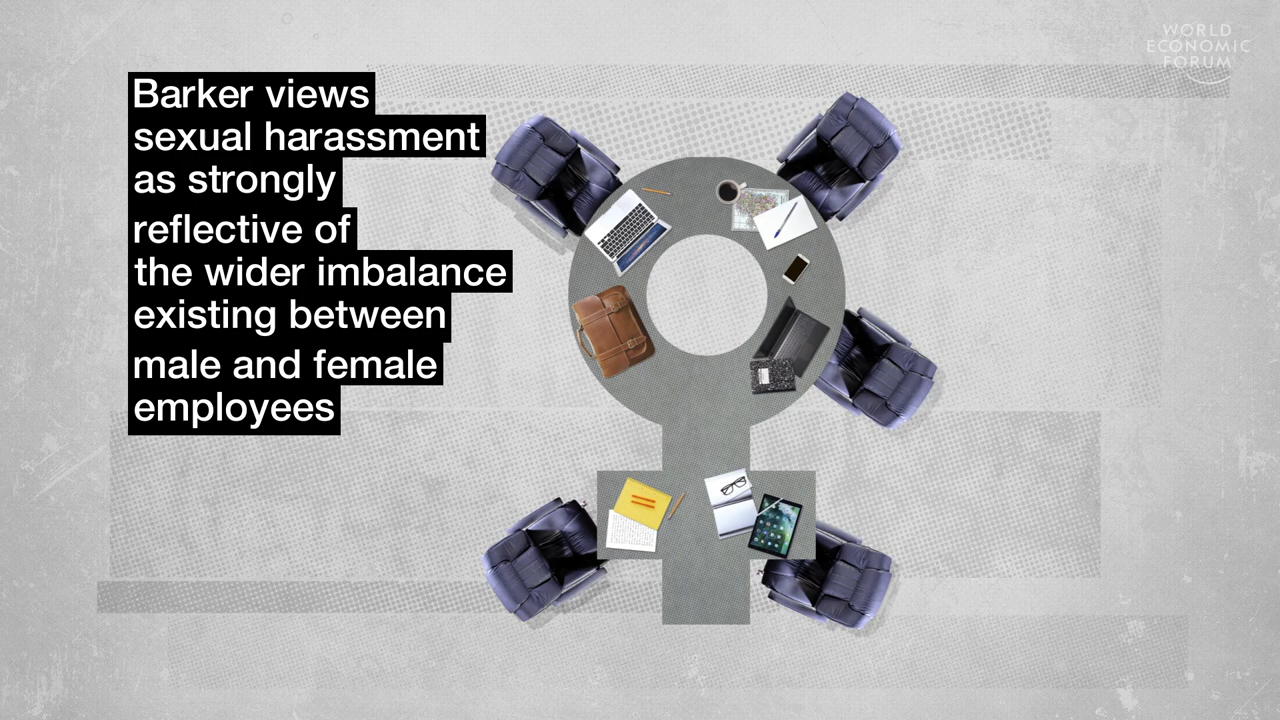 WORLD
ECONOMIC
FORUM
Barker views
sexual harassment
as strongly
reflective of
the wider imbalance
existing between
male and female
employees